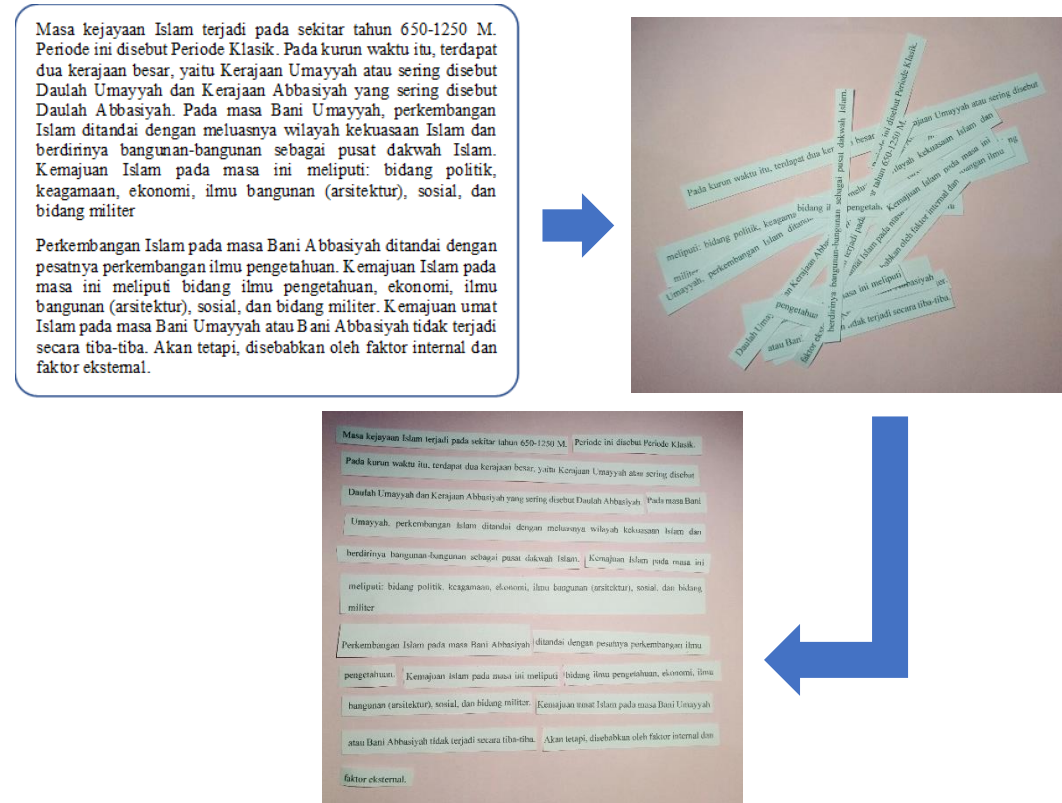 Masa kejayaan Islam terjadi pada sekitar tahun 650-1250 M.
Periode ini disebut Periode Klasik. Pada kurun waktu itu, terdapat
dua kerajaan besar, yaitu Kerajaan Umayyah atau sering disebut
Daulah Umayyah dan Kerajaan Abbasiyah yang sering disebut
Daulah Abbasiyah. Pada masa Bani Umayyah, perkembangan
Islam ditandai dengan meluasnya wilayah kekuasaan Islam dan
berdirinya bangunan-bangunan sebagai pusat dakwah Islam.
Kemajuan Islam pada masa ini meliputi: bidang politik,
keagamaan, ekonomi, ilmu bangunan (arsitektur), sosial, dan
bidang militer
Perkembangan Islam pada masa Bani Abbasiyah ditandai dengan
pesatnya perkembangan ilmu pengetahuan. Kemajuan Islam pada
masa ini meliputi bidang ilmu pengetahuan, ekonomi, ilmu
bangunan (arsitektur), sosial, dan bidang militer. Kemajuan umat
Islam pada masa Bani Umayyah atau Bani Abbasiyah tidak terjadi
secara tiba-tiba. Akan tetapi, disebabkan oleh faktor internal dan
faktor eksternal.
ini disebut Periode Klasik.
Umayyah atau sering disebut
Pada kurun waktu itu, terdapat dua
besar
tahun 650-1250 M.
kekuasaan Islam dan
berdirinya bangunan-bangunan sebagai pusat dakwah Islam.
Kemajuan Islam pada masa ini
bidang
meliputi: bidang politik,
militer
Umayyah, perkembangan Islam
oleh faktor internal dan
masa ini meliputi
Daulah
atau
tidak terjadi secara tiba-tiba.
Masa kejayaan Islam terjadi pada sekitar tahun 650-1250 M. Periode ini disebut Periode Klasik.
Pada kurun waktu itu, terdapat dua kerajaan besar, yaitu Kerajaan Umayyah atau sering disebut
Daulah Umayyah dan Kerajaan Abbasiyah yang sering disebut Daulah Abbasiyah. Pada masa Bani
Umayyah, perkembangan Islam ditandai dengan meluasnya wilayah kekuasaan Islam dan
berdirinya bangunan-bangunan sebagai pusat dakwah Islam. Kemajuan Islam pada masa ini
meliputi: bidang politik, keagamaan, ekonomi, ilmu bangunan (arsitektur), sosial, dan bidang
militer
Perkembangan Islam pada masa Bani Abbasiyah ditandai dengan pesatnya perkembangan ilmu
pengetahuan. Kemajuan Islam pada masa ini meliputi bidang ilmu pengetahuan, ekonomi, ilmu
bangunan (arsitektur), sosial, dan bidang militer. Kemajuan umat Islam pada masa Bani Umayyah
atau Bani Abbasiyah tidak terjadi secara tiba-tiba. Akan tetapi, disebabkan oleh faktor internal dan
faktor eksternal.